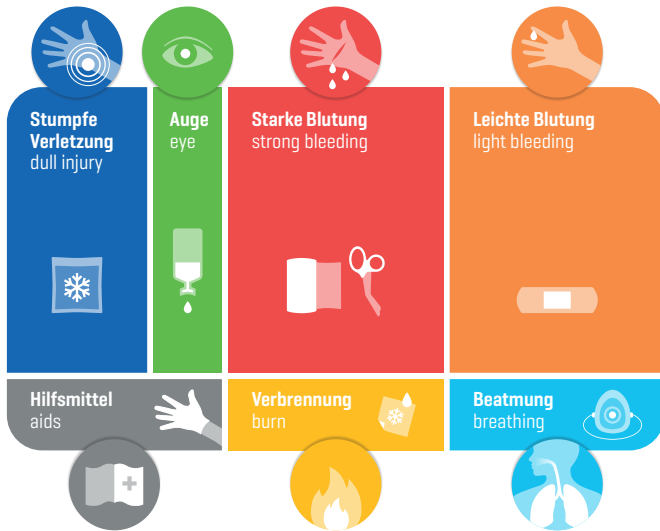 Stumpfe
Verletzung
dull injury
Auge
eye
Starke Blutung
strong bleeding
Leichte Blutung
light bleeding
Hilfsmittel
aids
Verbrennung
burn
Beatmung
breathing